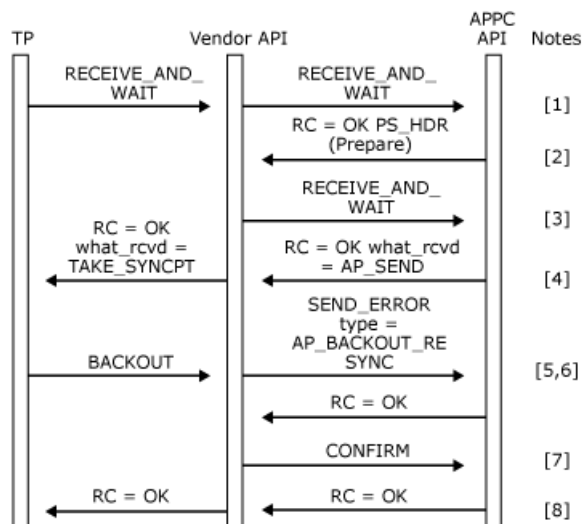 TP
Vendor API
APPC
API
Notes
RECEIVE_AND_
WAIT
RECEIVE_AND_
WAIT
[1]
RC = OK PS_HDR
(Prepare)
[2]
RECEIVE_AND_
WAIT
[3]
RC = OK
what_rcvd =
TAKE_SYNCPT
RC = OK what_rcvd
= AP_SEND
[4]
BACKOUT
SEND_ERROR
type =
AP_BACKOUT_RE
SYNC
[5,6]
RC = OK
CONFIRM
[7]
RC = OK
RC = OK
[8]